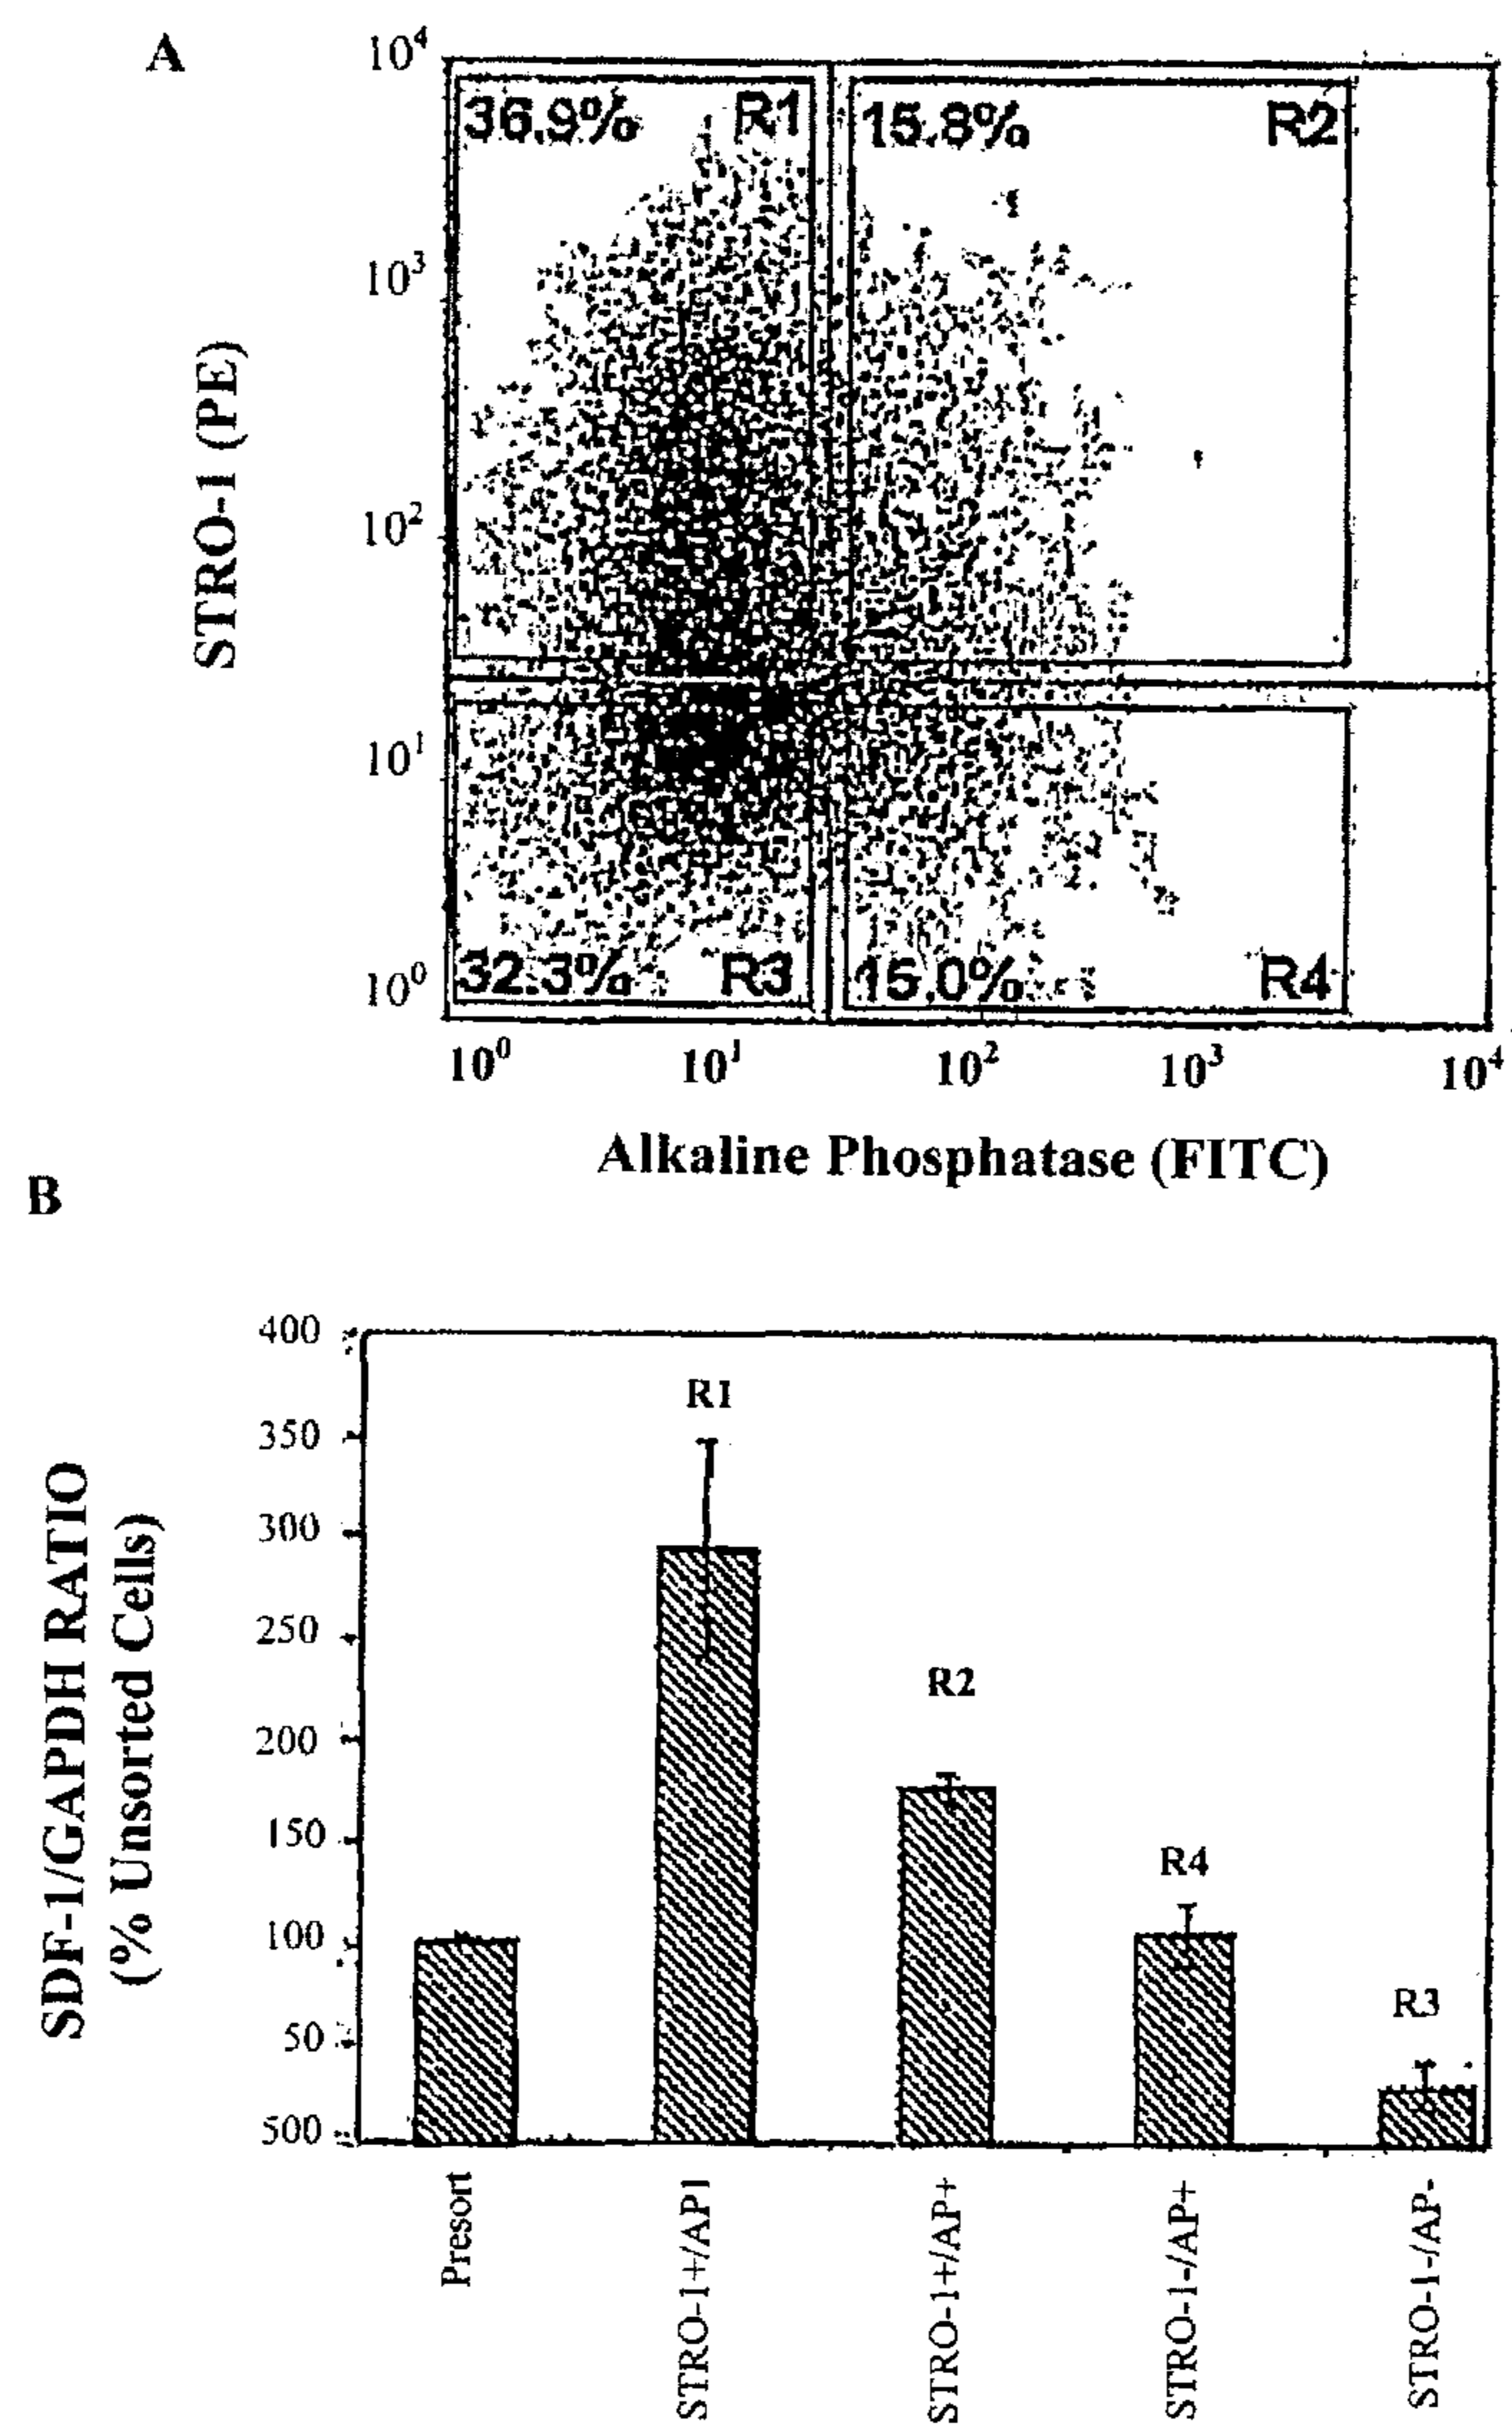 A
10⁴
36.9% R1 15.8% R2
10³
STRO-1 (PE)
10²
10¹
10⁰
32.3% R3 15.0% R4
10⁰ 10¹ 10² 10³ 10⁴
Alkaline Phosphatase (FITC)
B
SDF-1/GAPDH RATIO
(% Unsorted Cells)
400
350
300
250
200
150
100
50
500
R1
R2
R4
R3
Presort
STRO-1+/AP1
STRO-1+/AP+
STRO-1-/AP+
STRO-1-/AP-